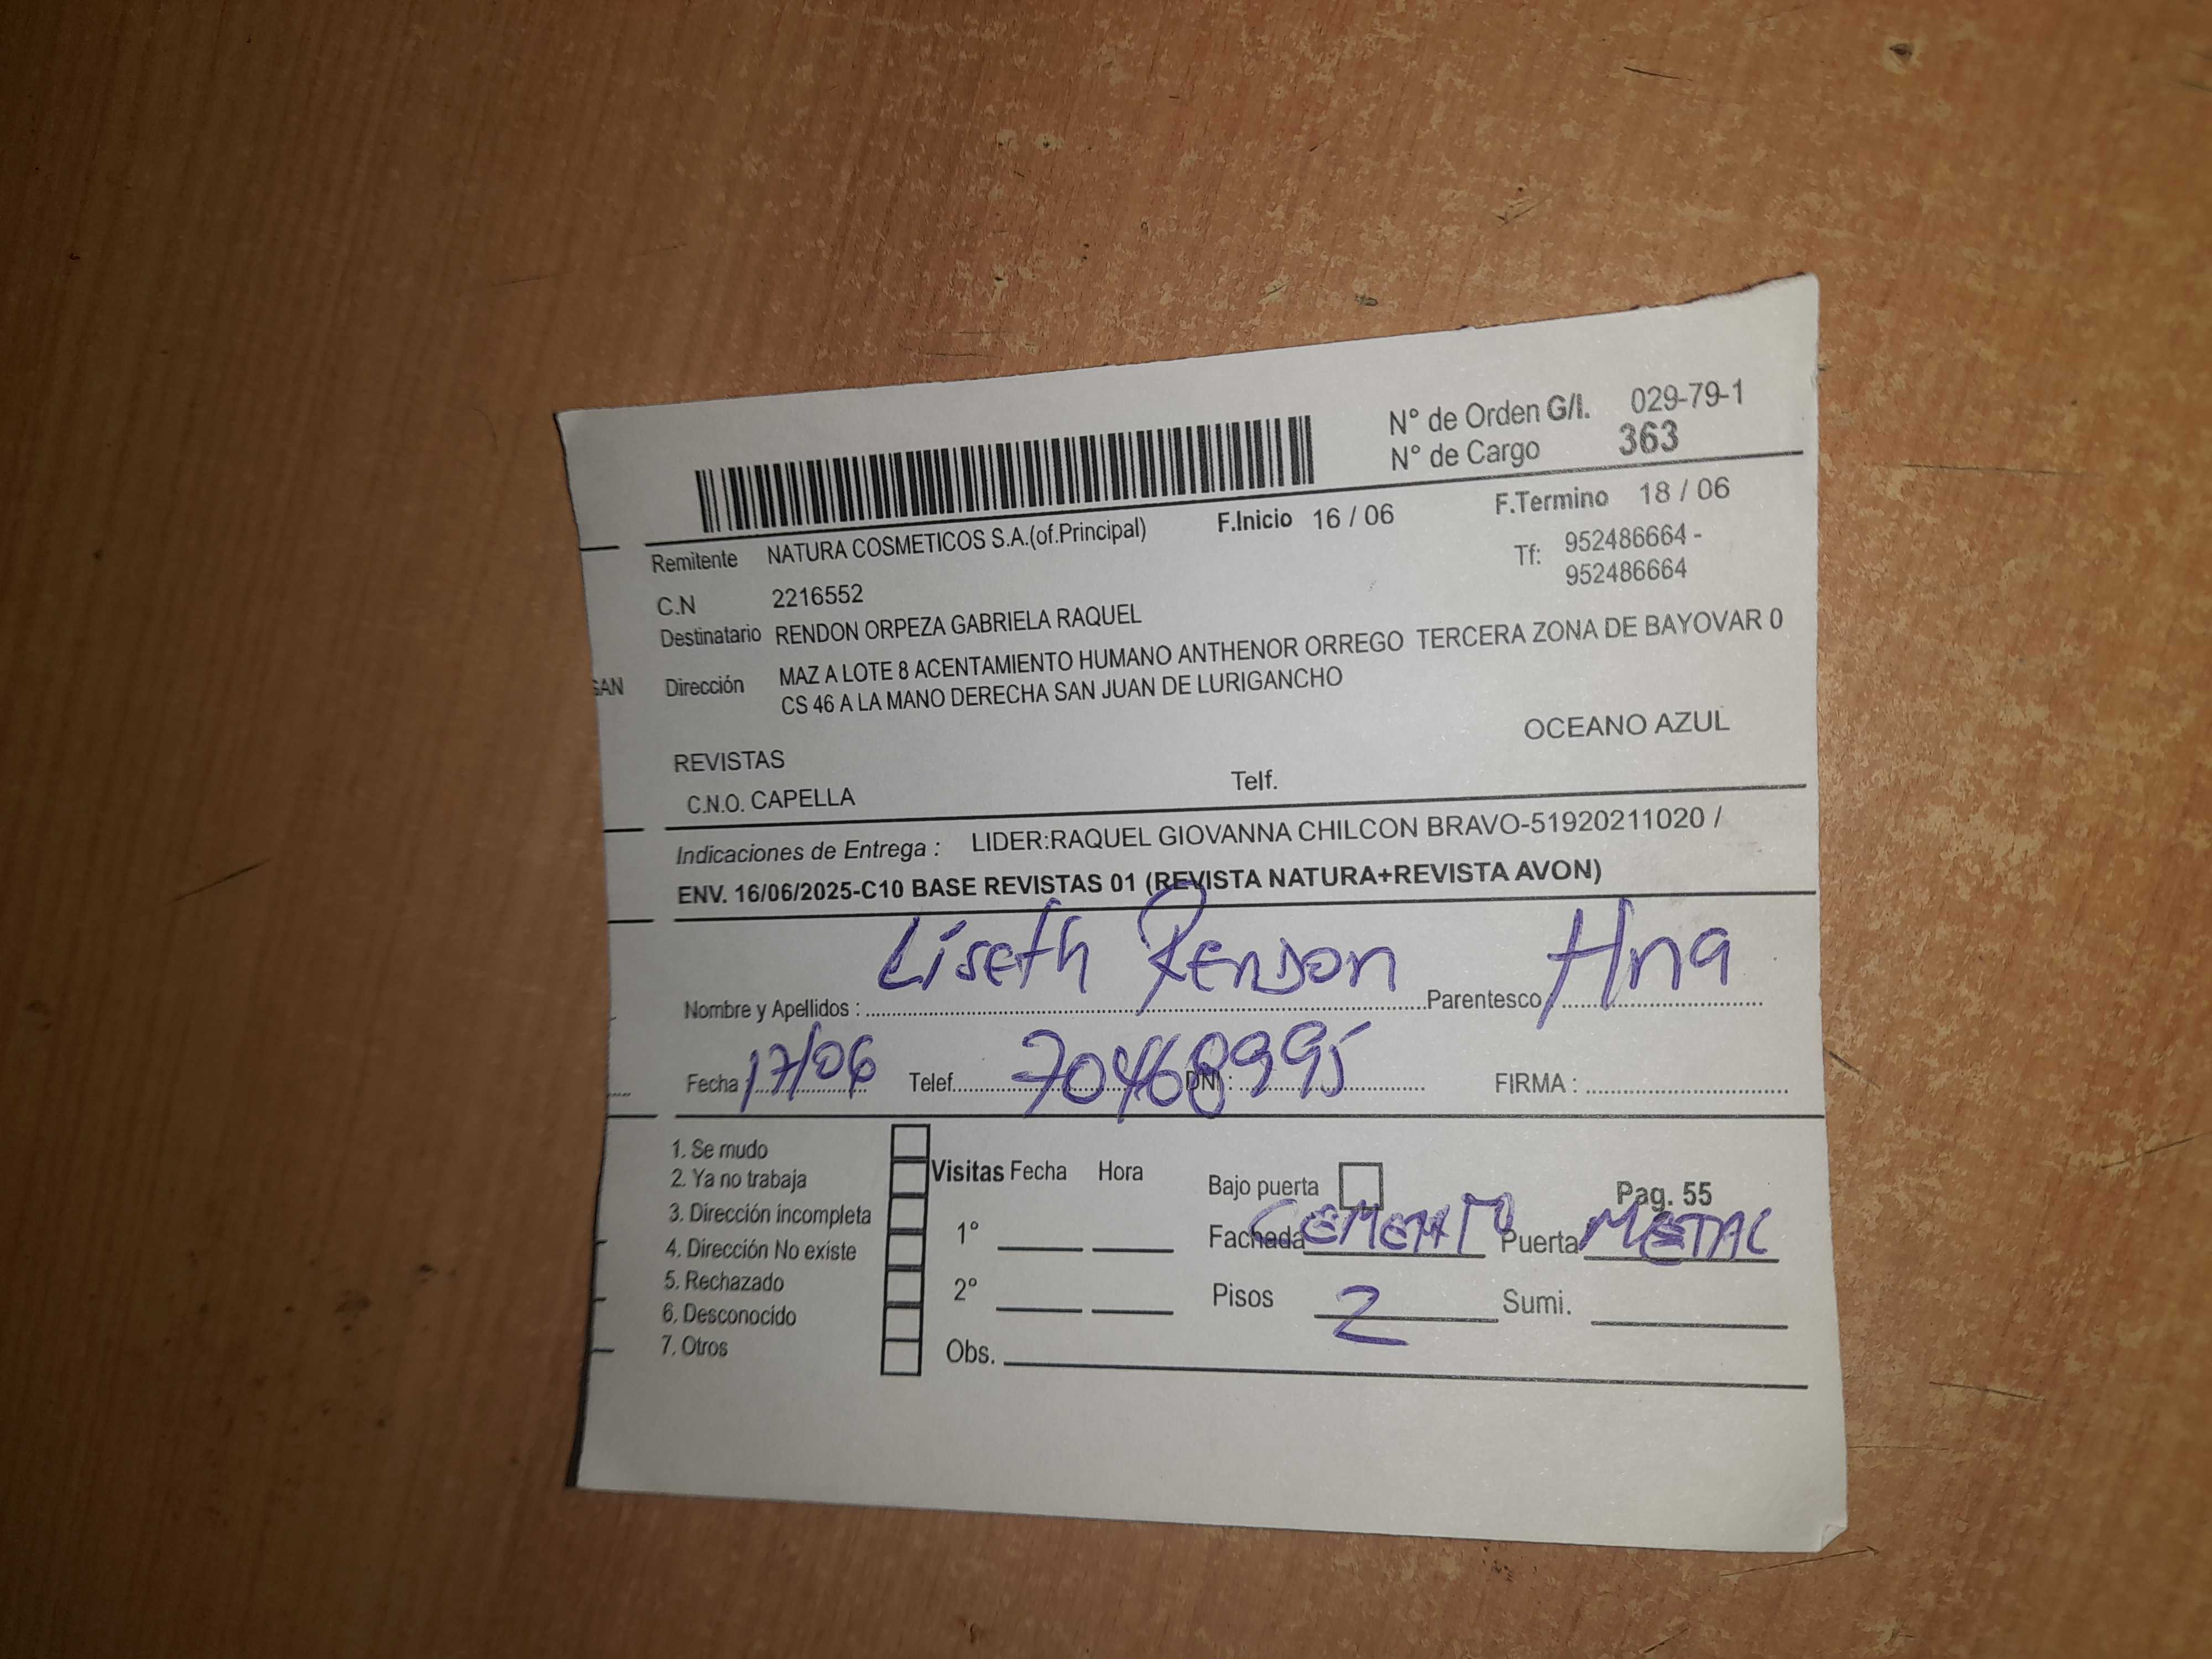 N° de Orden G/I. 029-79-1
N° de Cargo 363
Remitente NATURA COSMETICOS S.A.(of.Principal) F.Inicio 16 / 06 F.Termino 18 / 06
C.N 2216552 Tf: 952486664 -
952486664
Destinatario RENDON ORPEZA GABRIELA RAQUEL
SAN Dirección MAZ A LOTE 8 ACENTAMIENTO HUMANO ANTHENOR ORREGO TERCERA ZONA DE BAYOVAR 0
CS 46 A LA MANO DERECHA SAN JUAN DE LURIGANCHO
REVISTAS OCEANO AZUL
C.N.O. CAPELLA Telf.
Indicaciones de Entrega : LIDER:RAQUEL GIOVANNA CHILCON BRAVO-51920211020 /
ENV. 16/06/2025-C10 BASE REVISTAS 01 (REVISTA NATURA+REVISTA AVON)
Nombre y Apellidos : Liseth Rendon Parentesco : Hna
Fecha : 17/06 Telef. DNI : 70468995 FIRMA :
1. Se mudo
2. Ya no trabaja Visitas Fecha Hora Bajo puerta Pag. 55
3. Dirección incompleta 1° Fachada CEMENTO Puerta METAL
4. Dirección No existe
5. Rechazado 2° Pisos 2 Sumi.
6. Desconocido
7. Otros Obs.